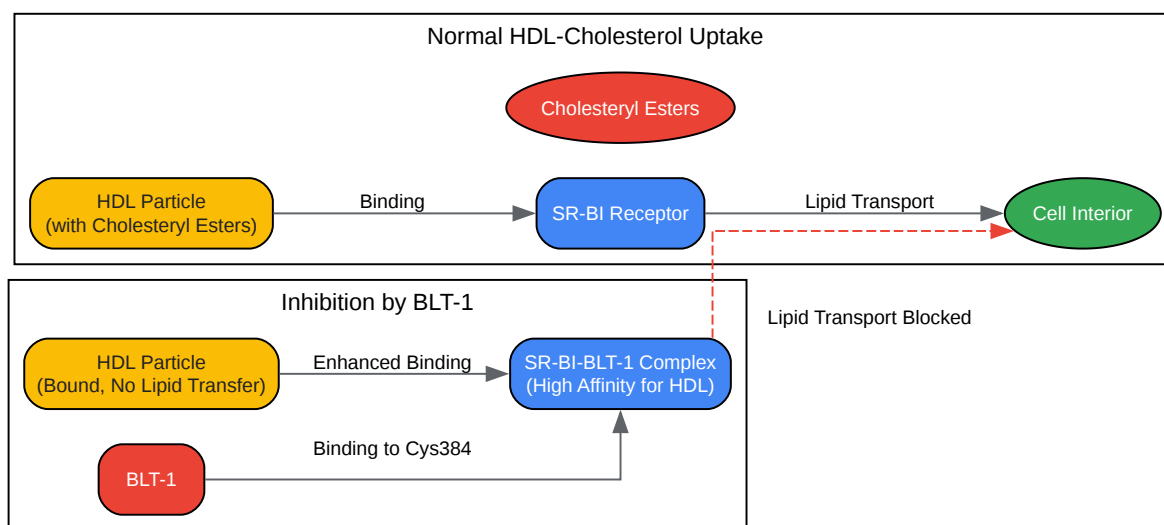 Normal HDL-Cholesterol Uptake
Cholesteryl Esters
HDL Particle
(with Cholesteryl Esters)
Binding
SR-BI Receptor
Lipid Transport
Cell Interior
Inhibition by BLT-1
Lipid Transport Blocked
HDL Particle
(Bound, No Lipid Transfer)
Enhanced Binding
SR-BI-BLT-1 Complex
(High Affinity for HDL)
Binding to Cys384
BLT-1